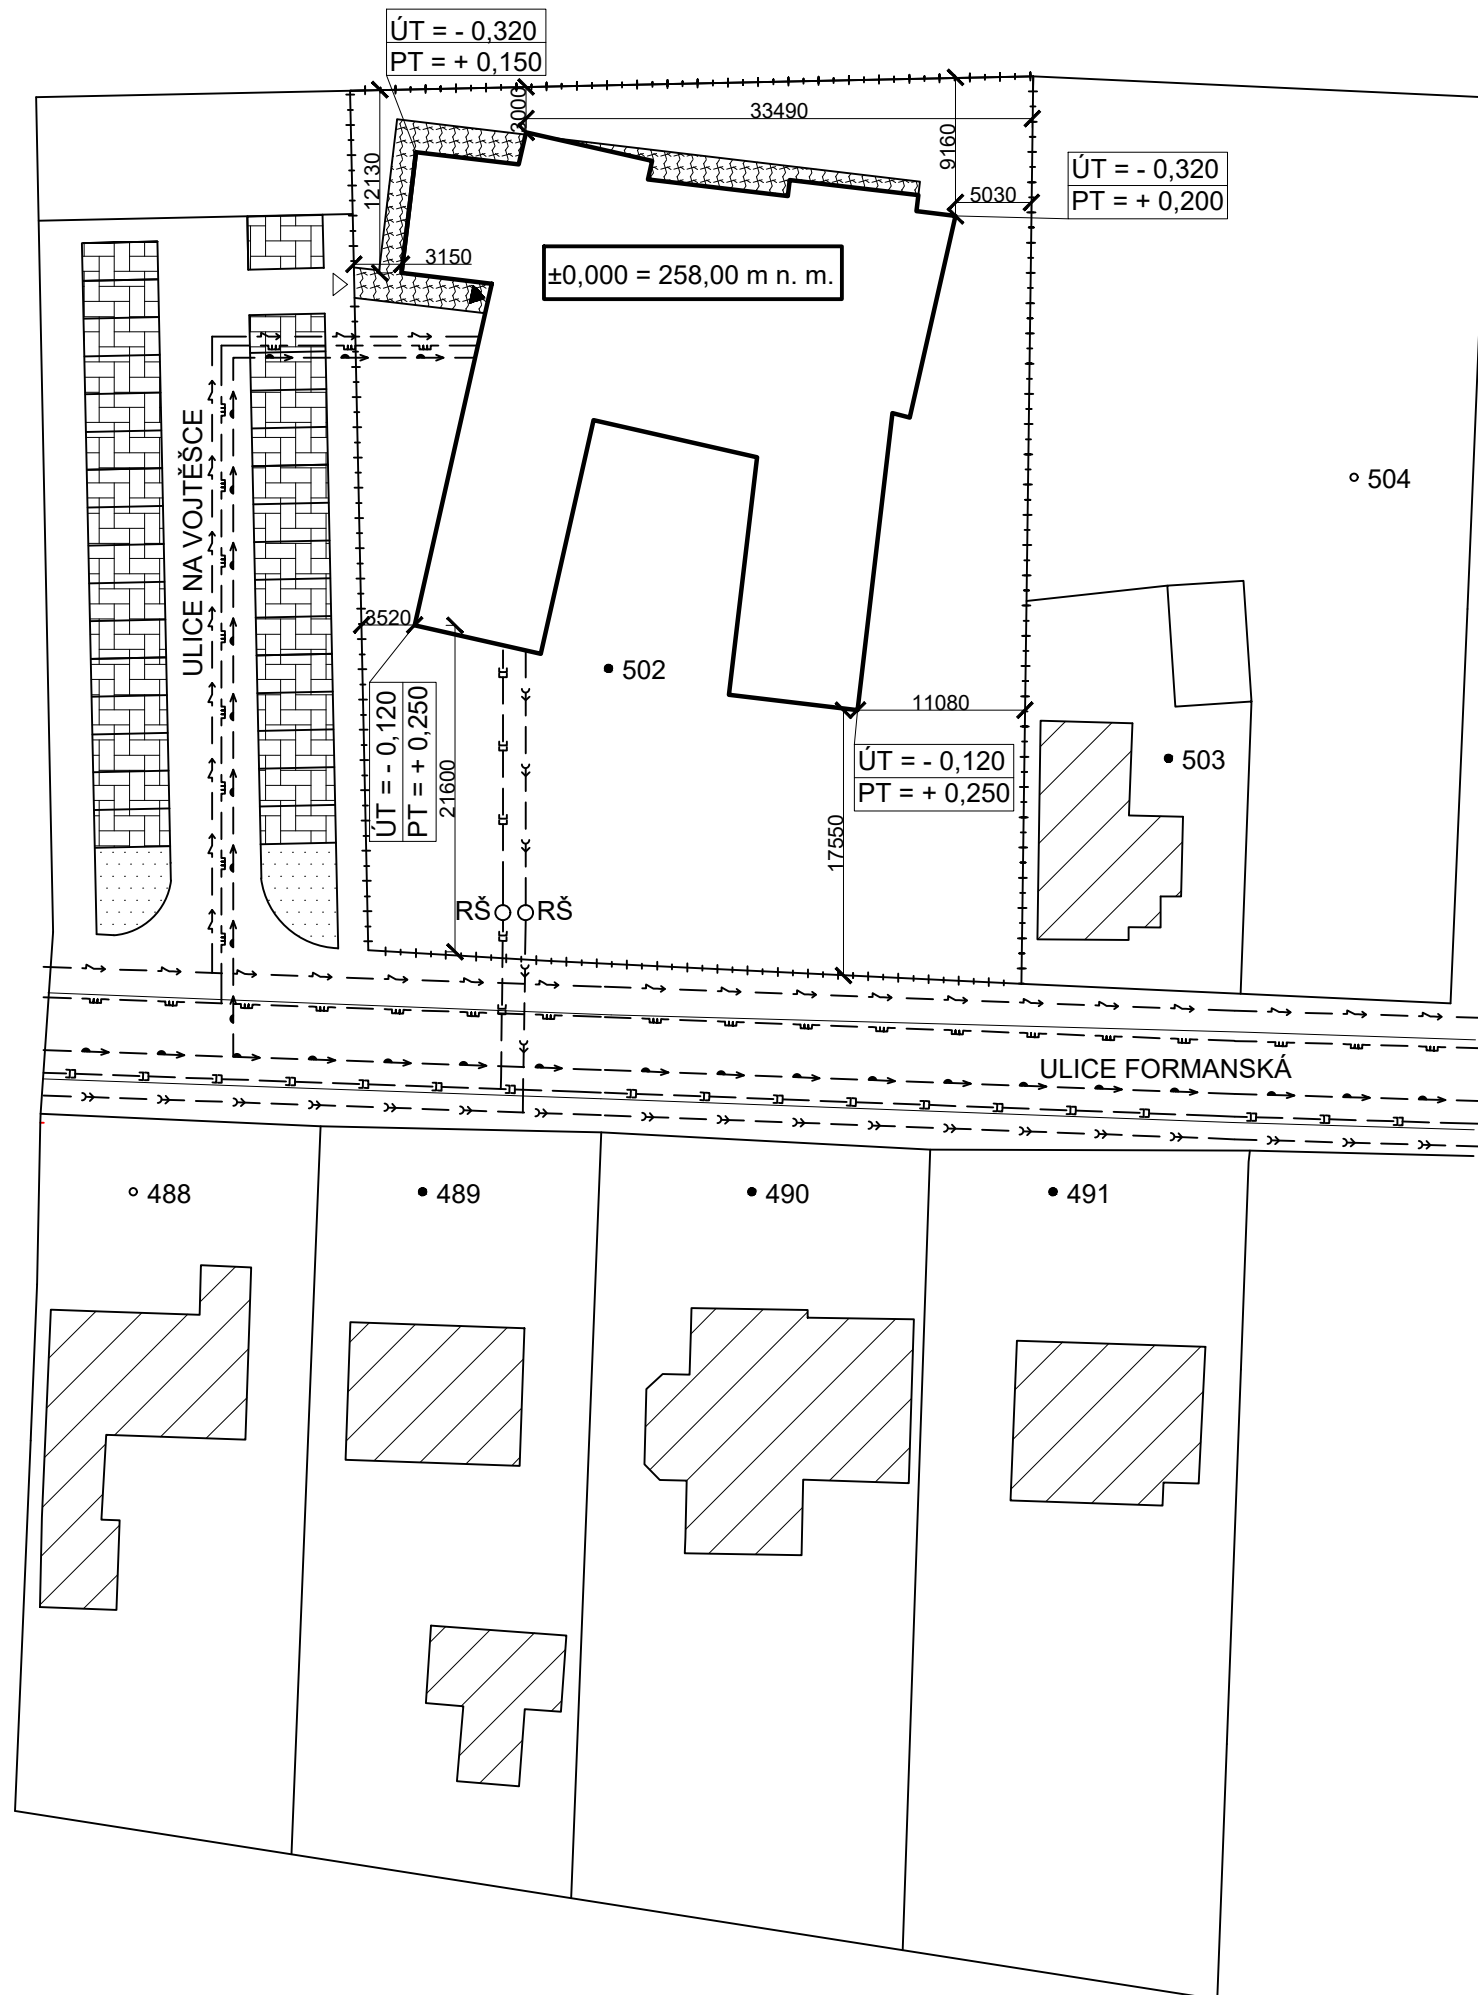 ÚT = - 0,320
PT = + 0,150
3000
33490
12130
9160
ÚT = - 0,320
PT = + 0,200
5030
3150
±0,000 = 258,00 m n. m.
ULICE NA VOJTĚŠCE
504
3520
502
ÚT = - 0,120
PT = + 0,250
21600
11080
ÚT = - 0,120
PT = + 0,250
503
17550
RŠ
RŠ
ULICE FORMANSKÁ
488
489
490
491